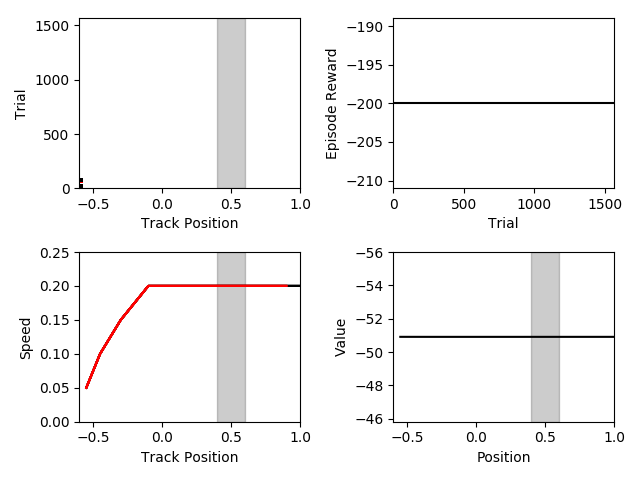 1500
1000
500
0
Trial
−0.5 0.0 0.5 1.0
Track Position
−190
−195
−200
−205
−210
Episode Reward
0 500 1000 1500
Trial
0.25
0.20
0.15
0.10
0.05
0.00
Speed
−0.5 0.0 0.5 1.0
Track Position
−56
−54
−52
−50
−48
−46
Value
−0.5 0.0 0.5 1.0
Position